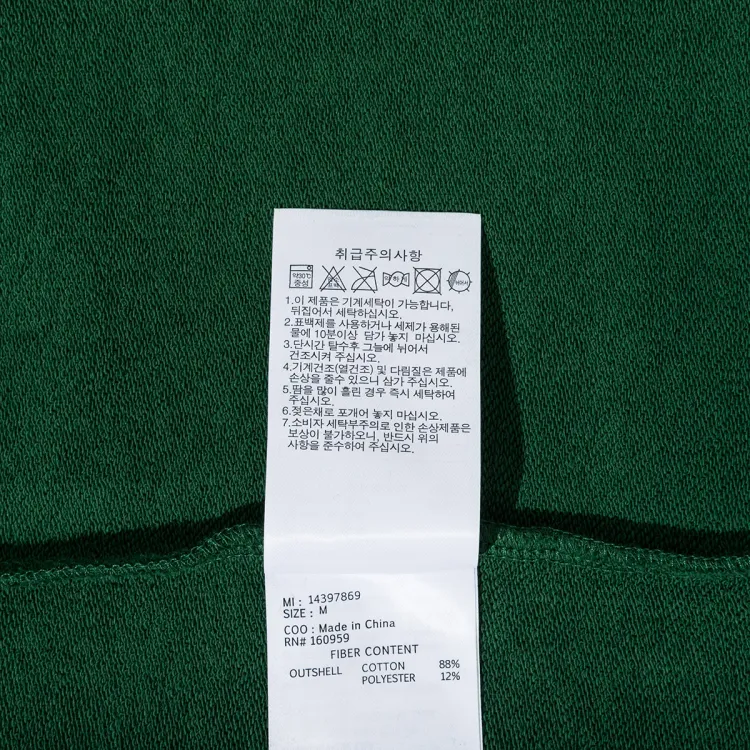 취급주의사항
약30℃
중성
1.이 제품은 기계세탁이 가능합니다,
뒤집어서 세탁하십시오.
2.표백제를 사용하거나 세제가 용해된
물에 10분이상 담가 놓지 마십시오.
3.단시간 탈수후 그늘에 뉘어서
건조시켜 주십시오.
4.기계건조(열건조) 및 다림질은 제품에
손상을 줄수 있으니 삼가 주십시오.
5.땀을 많이 흘린 경우 즉시 세탁하여
주십시오.
6.젖은채로 포개어 놓지 마십시오.
7.소비자 세탁부주의로 인한 손상제품은
보상이 불가하오니, 반드시 위의
사항을 준수하여 주십시오.
MI : 14397869
SIZE : M
COO : Made in China
RN# 160959
FIBER CONTENT
OUTSHELL COTTON 88%
POLYESTER 12%